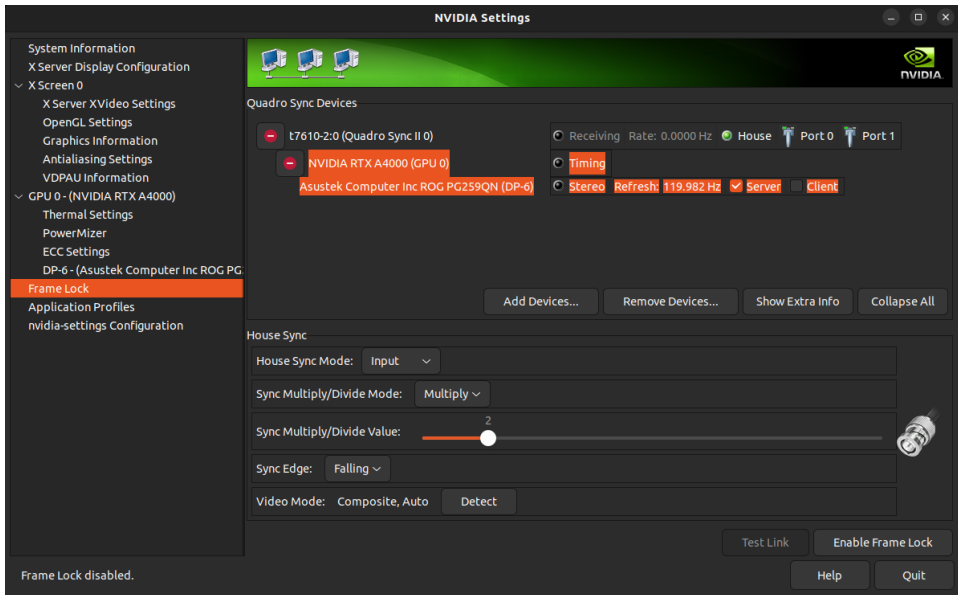 NVIDIA Settings
System Information
X Server Display Configuration
X Screen 0
X Server XVideo Settings
OpenGL Settings
Graphics Information
Antialiasing Settings
VDPAU Information
GPU 0 - (NVIDIA RTX A4000)
Thermal Settings
PowerMizer
ECC Settings
DP-6 - (Asustek Computer Inc ROG PG
Frame Lock
Application Profiles
nvidia-settings Configuration
NVIDIA.
Quadro Sync Devices
t7610-2:0 (Quadro Sync II 0) Receiving Rate: 0.0000 Hz House Port 0 Port 1
NVIDIA RTX A4000 (GPU 0) Timing
Asustek Computer Inc ROG PG259QN (DP-6) Stereo Refresh: 119.982 Hz Server Client
Add Devices... Remove Devices... Show Extra Info Collapse All
House Sync
House Sync Mode: Input
Sync Multiply/Divide Mode: Multiply
2
Sync Multiply/Divide Value:
Sync Edge: Falling
Video Mode: Composite, Auto Detect
Test Link Enable Frame Lock
Frame Lock disabled. Help Quit